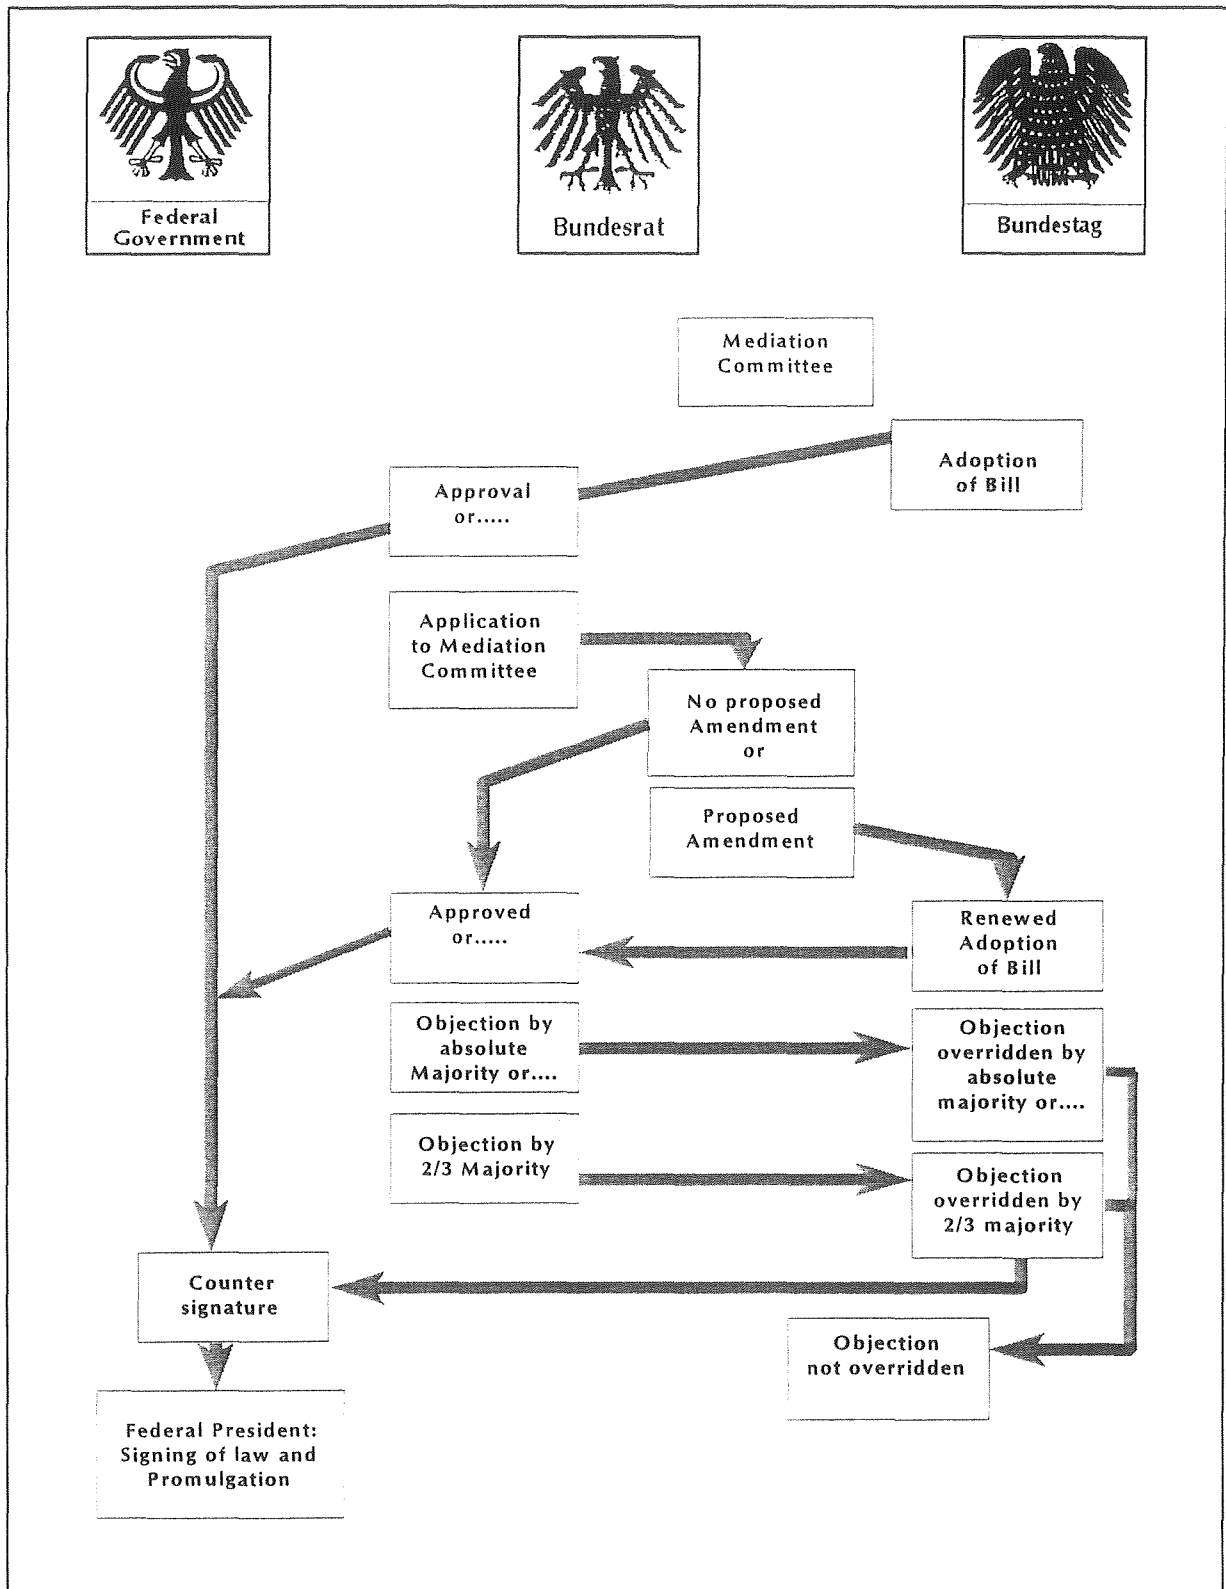 Federal
Government
Bundesrat
Bundestag
Mediation
Committee
Adoption
of Bill
Approval
or.....
Application
to Mediation
Committee
No proposed
Amendment
or
Proposed
Amendment
Approved
or.....
Renewed
Adoption
of Bill
Objection by
absolute
Majority or....
Objection
overridden by
absolute
majority or....
Objection by
2/3 Majority
Objection
overridden by
2/3 majority
Counter
signature
Objection
not overridden
Federal President:
Signing of law and
Promulgation